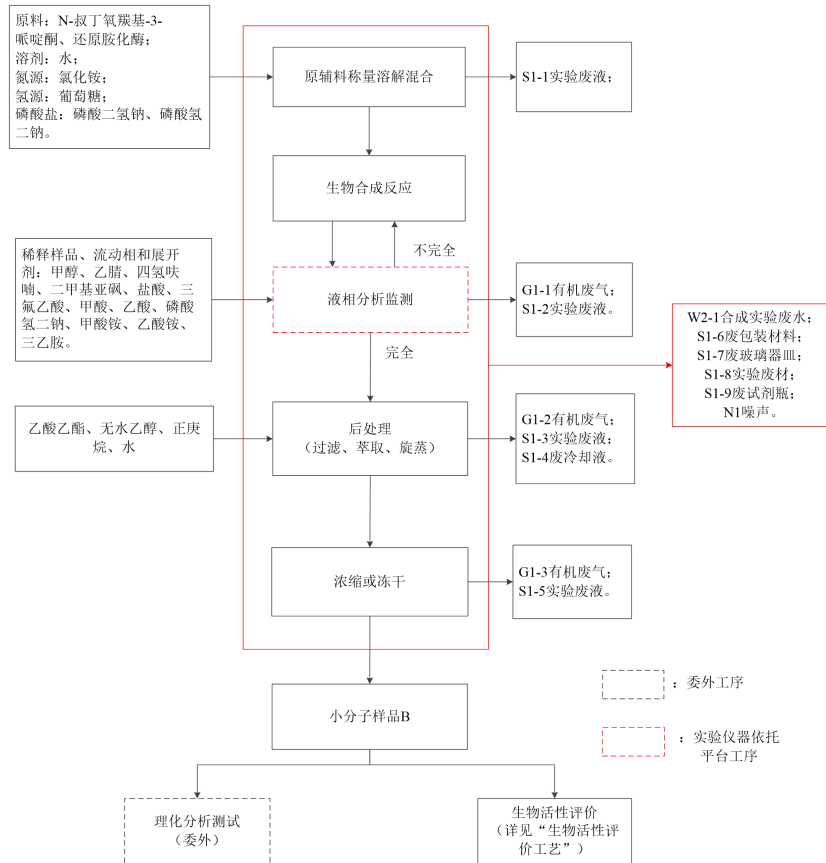 原料：N-叔丁氧羰基-3-
哌啶酮、还原胺化酶；
溶剂：水；
氮源：氯化铵；
氢源：葡萄糖；
磷酸盐：磷酸二氢钠、磷酸氢
二钠。
原辅料称量溶解混合
S1-1实验废液；
生物合成反应
不完全
稀释样品、流动相和展开
剂：甲醇、乙腈、四氢呋
喃、二甲基亚砜、盐酸、三
氟乙酸、甲酸、乙酸、磷酸
氢二钠、甲酸铵、乙酸铵、
三乙胺。
液相分析监测
G1-1有机废气；
S1-2实验废液。
W2-1合成实验废水；
S1-6废包装材料；
S1-7废玻璃器皿；
S1-8实验废材；
S1-9废试剂瓶；
N1噪声。
完全
乙酸乙酯、无水乙醇、正庚
烷、水
后处理
（过滤、萃取、旋蒸）
G1-2有机废气；
S1-3实验废液；
S1-4废冷却液。
浓缩或冻干
G1-3有机废气；
S1-5实验废液。
小分子样品B
：委外工序
：实验仪器依托
平台工序
理化分析测试
（委外）
生物活性评价
（详见“生物活性评
价工艺”）